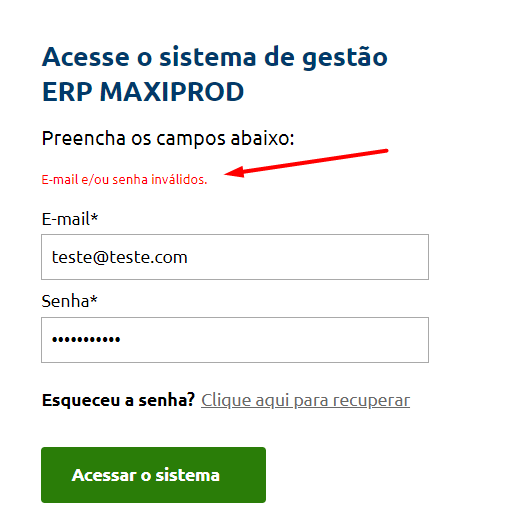 Acesse o sistema de gestão
ERP MAXIPROD
Preencha os campos abaixo:
E-mail e/ou senha inválidos.
E-mail*
teste@teste.com
Senha*
•••••••••••
Esqueceu a senha? Clique aqui para recuperar
Acessar o sistema